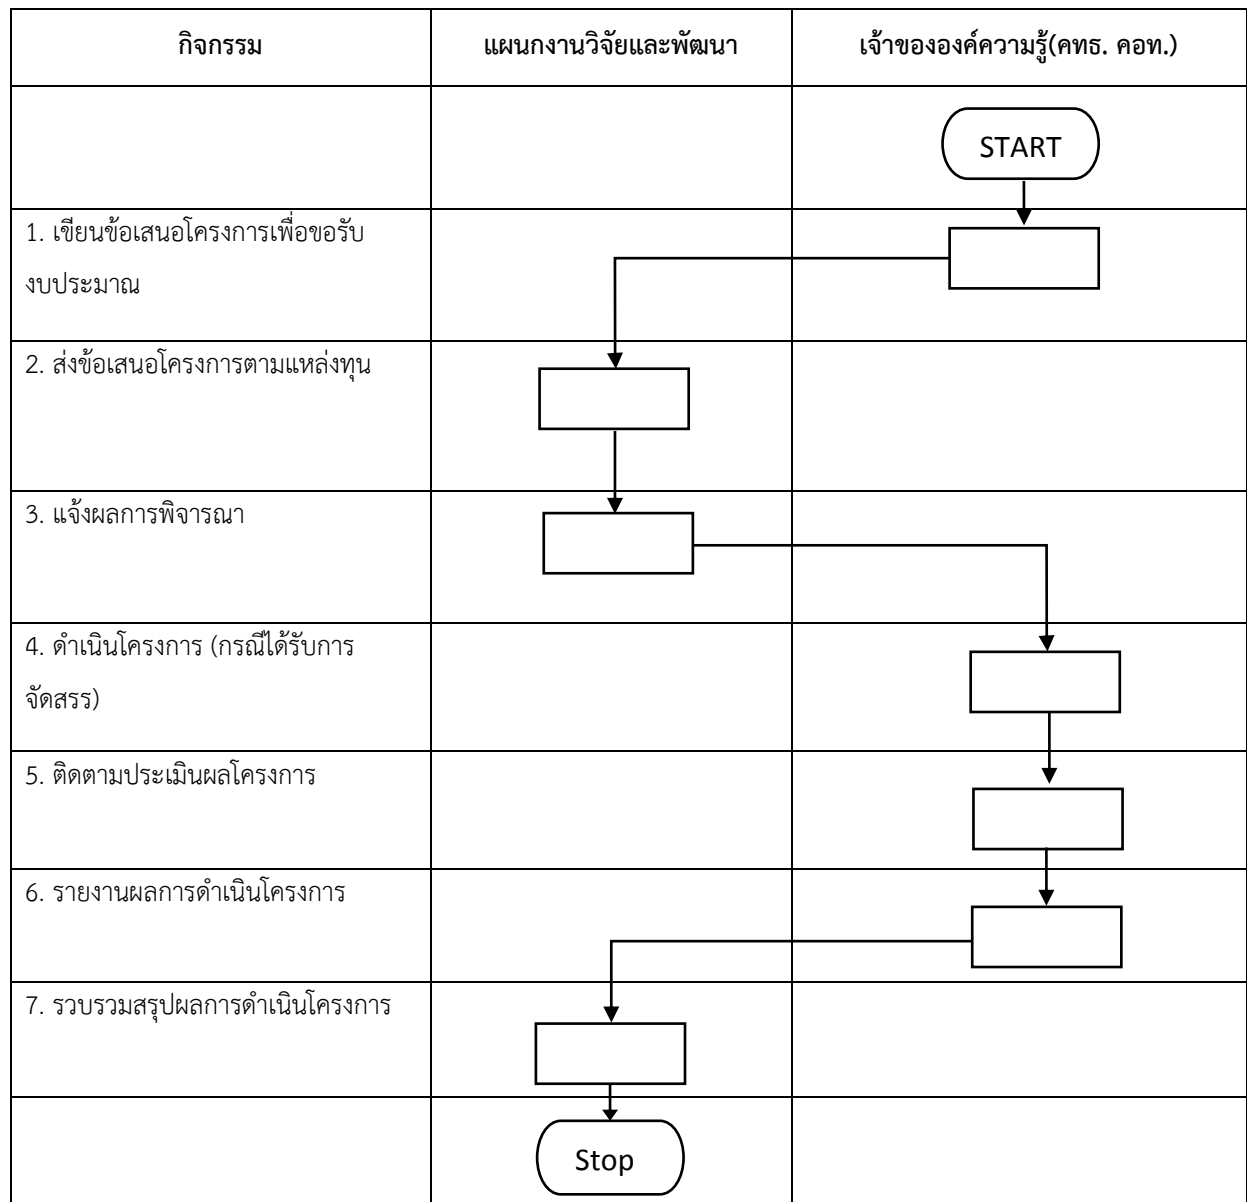 กิจกรรม
แผนกงานวิจัยและพัฒนา
เจ้าขององค์ความรู้(คทธ. คอท.)
START
1. เขียนข้อเสนอโครงการเพื่อขอรับ
งบประมาณ
2. ส่งข้อเสนอโครงการตามแหล่งทุน
3. แจ้งผลการพิจารณา
4. ดำเนินโครงการ (กรณีได้รับการ
จัดสรร)
5. ติดตามประเมินผลโครงการ
6. รายงานผลการดำเนินโครงการ
7. รวบรวมสรุปผลการดำเนินโครงการ
Stop